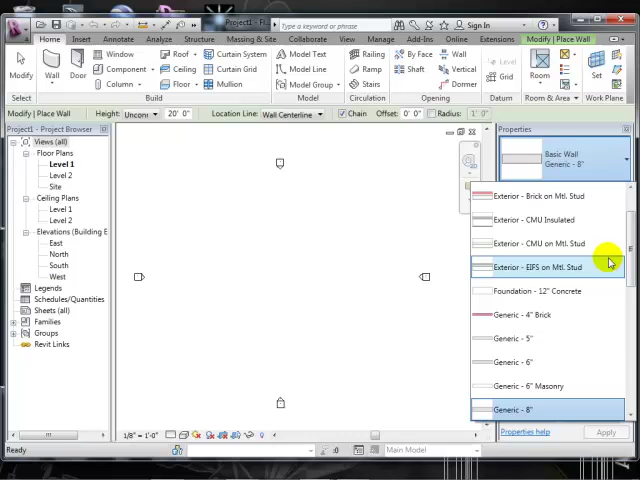 Project1 - Fl...
Type a keyword or phrase
Sign In
Home Insert Annotate Analyze Structure Massing & Site Collaborate View Add-Ins Online Extensions Modify | Place Wall
Modify
Wall
Door
Window
Component
Column
Roof
Ceiling
Floor
Curtain System
Curtain Grid
Mullion
Model Text
Model Line
Model Group
Railing
Ramp
Stairs
By Face
Shaft
Wall
Vertical
Dormer
Level
Grid
Room
Set
Select Build Model Circulation Opening Datum Room & Area Work Plane
Modify | Place Wall Height: Unconr 20' 0" Location Line: Wall Centerline Chain Offset: 0' 0" Radius: 1' 0"
Project1 - Project Browser
Views (all)
Floor Plans
Level 1
Level 2
Site
Ceiling Plans
Level 1
Level 2
Elevations (Building E
East
North
South
West
Legends
Schedules/Quantities
Sheets (all)
Families
Groups
Revit Links
Properties
Basic Wall
Generic - 8"
Exterior - Brick on Mtl. Stud
Exterior - CMU Insulated
Exterior - CMU on Mtl. Stud
Exterior - EIFS on Mtl. Stud
Foundation - 12" Concrete
Generic - 4" Brick
Generic - 5"
Generic - 6"
Generic - 6" Masonry
Generic - 8"
Properties help
Apply
1/8" = 1'-0"
Ready
:0
Main Model